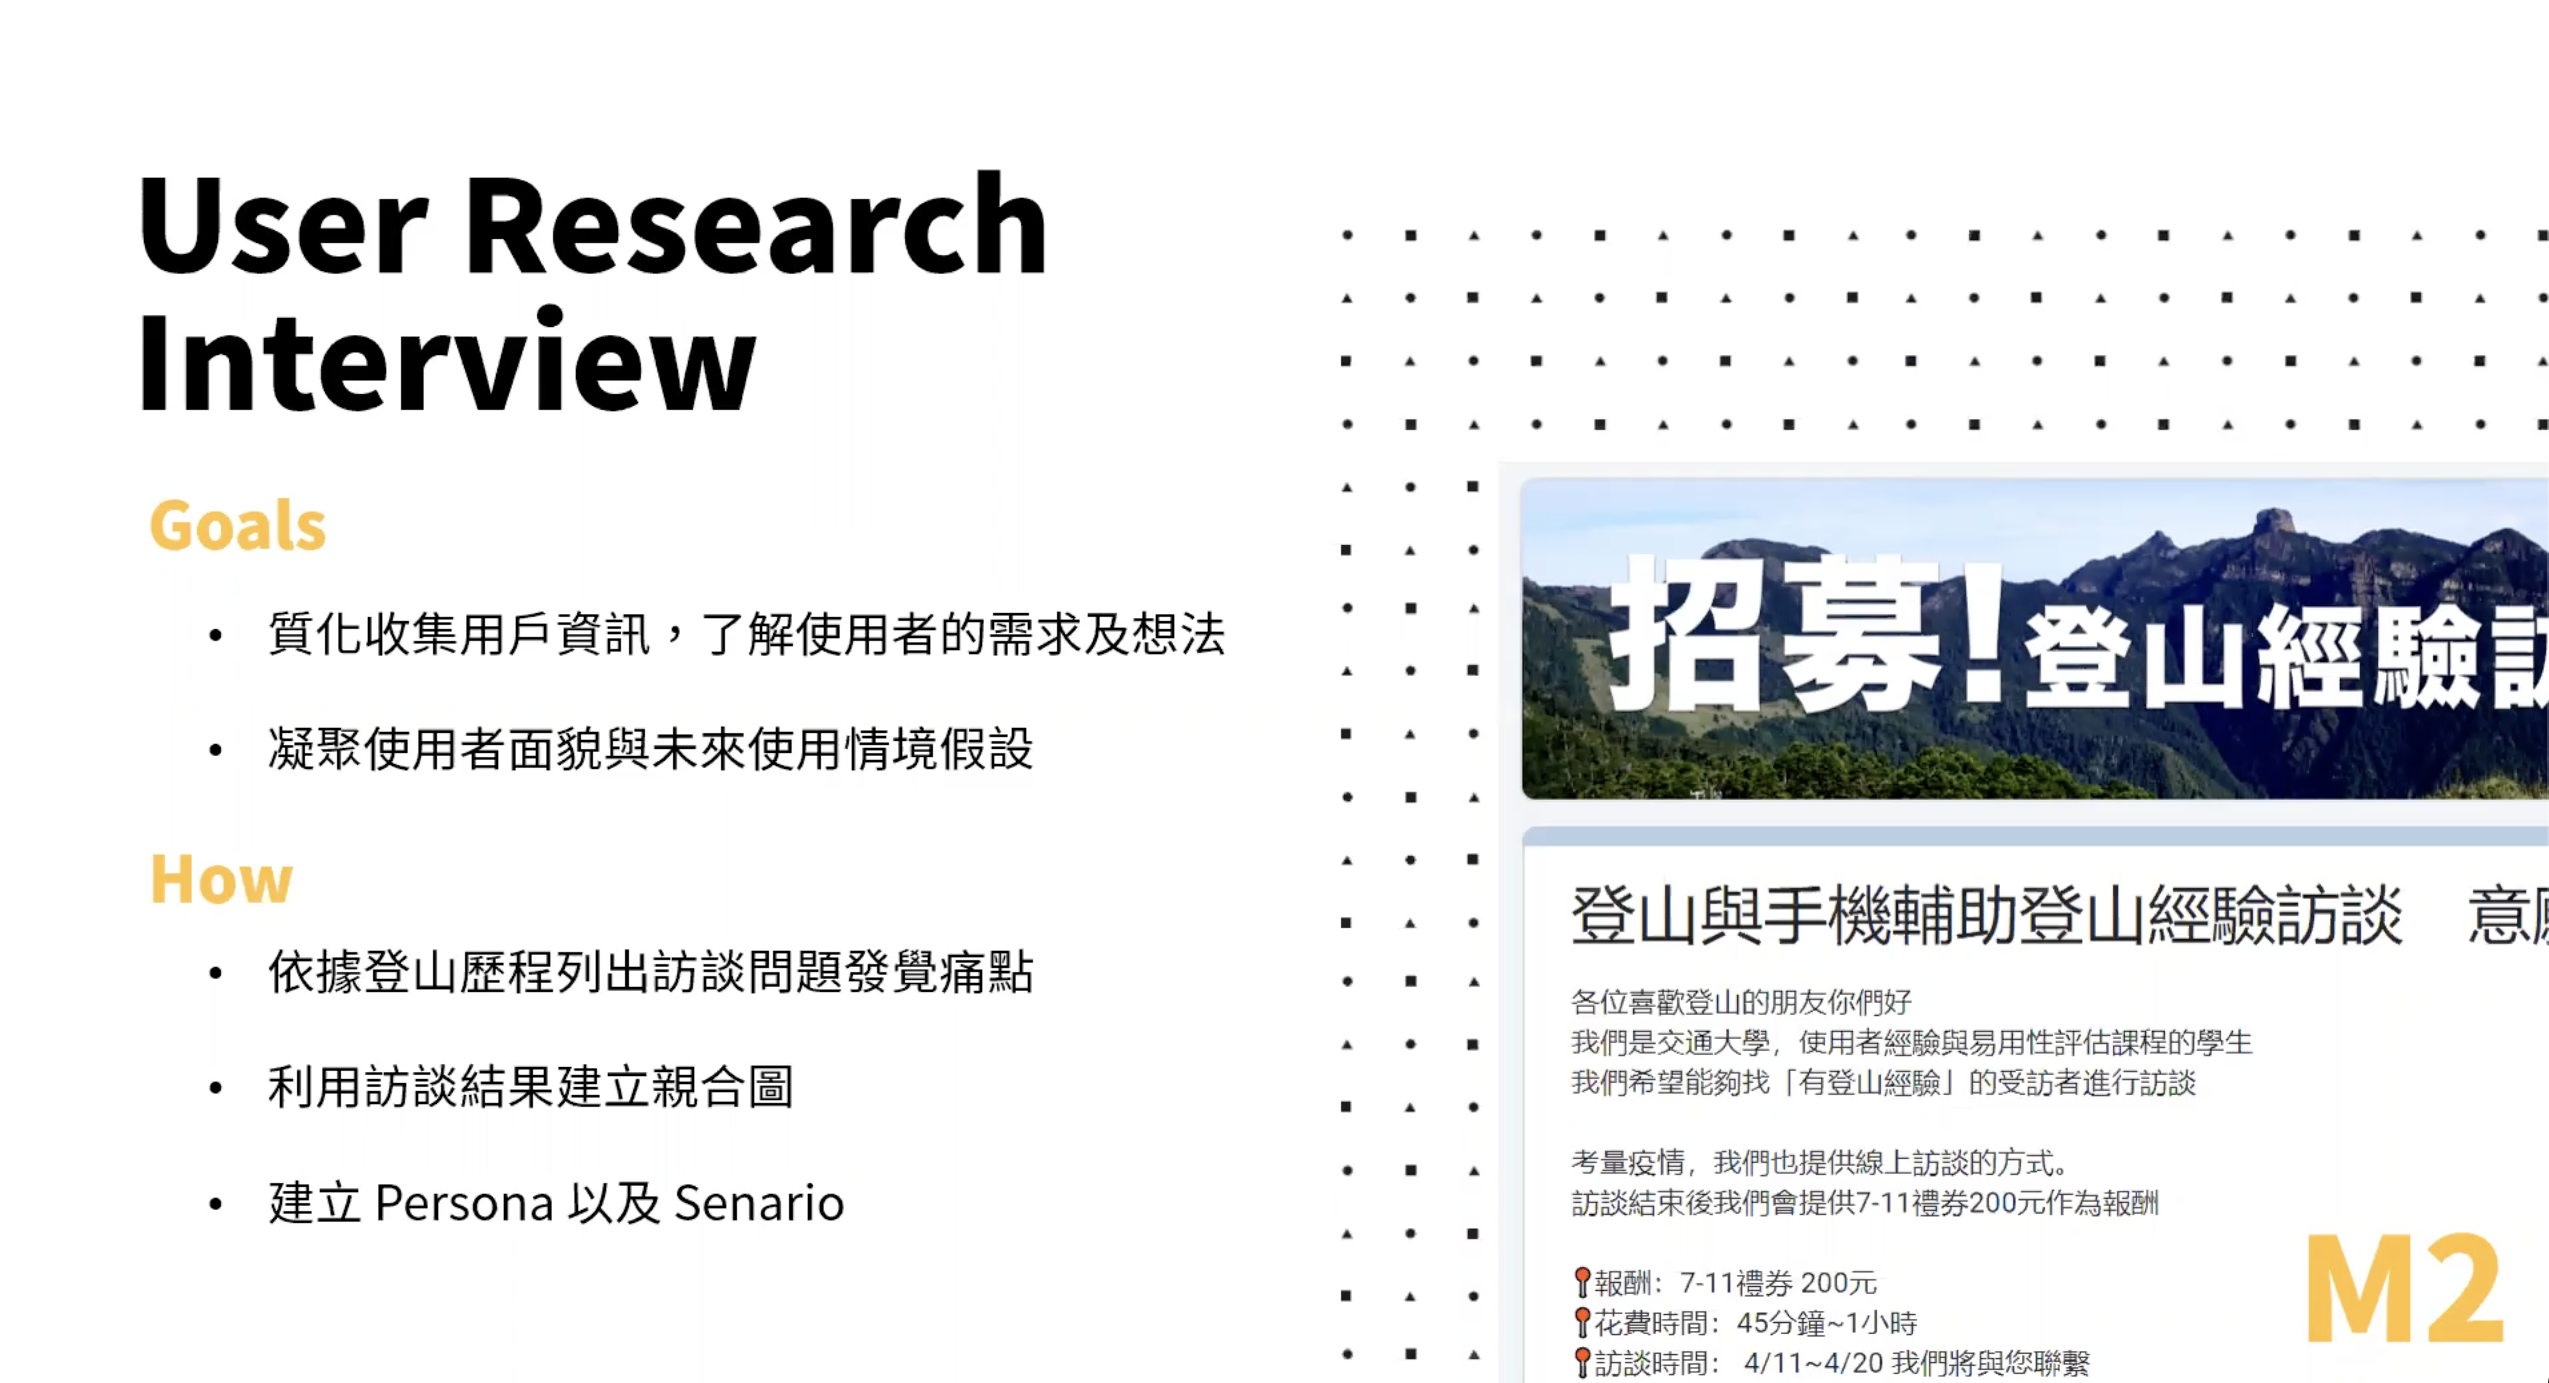 User Research
Interview
Goals
• 質化收集用戶資訊，了解使用者的需求及想法
• 凝聚使用者面貌與未來使用情境假設
How
• 依據登山歷程列出訪談問題發覺痛點
• 利用訪談結果建立親合圖
• 建立 Persona 以及 Senario
招募!登山經驗訪
登山與手機輔助登山經驗訪談　意願
各位喜歡登山的朋友你們好
我們是交通大學，使用者經驗與易用性評估課程的學生
我們希望能夠找「有登山經驗」的受訪者進行訪談
考量疫情，我們也提供線上訪談的方式。
訪談結束後我們會提供7-11禮券200元作為報酬
📍報酬：7-11禮券 200元
📍花費時間：45分鐘~1小時
📍訪談時間： 4/11~4/20 我們將與您聯繫
M2